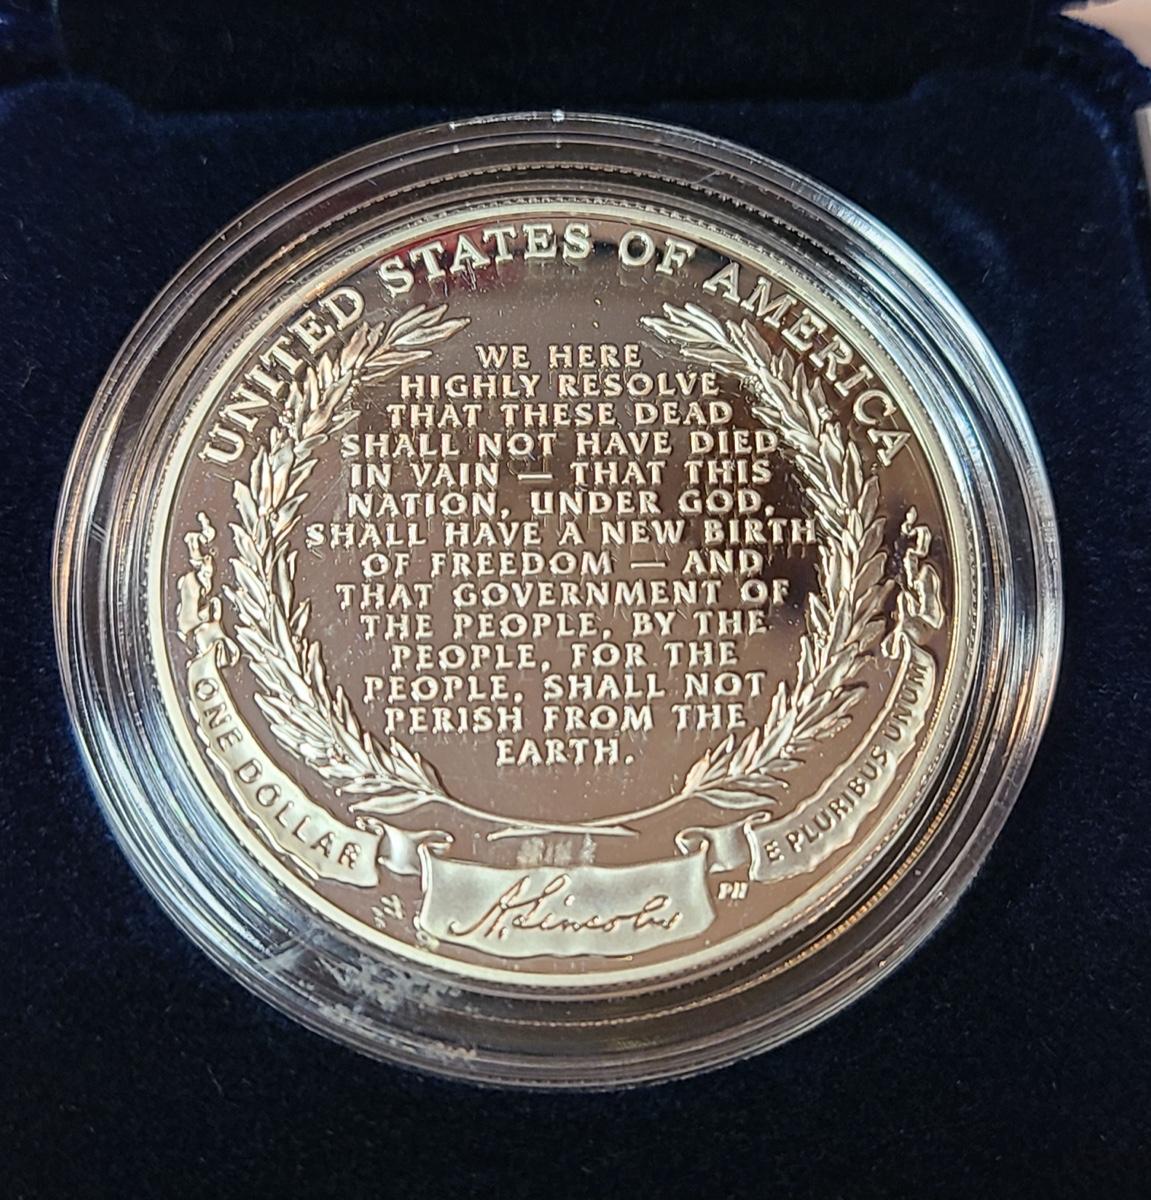 UNITED STATES OF AMERICA
WE HERE
HIGHLY RESOLVE
THAT THESE DEAD
SHALL NOT HAVE DIED
IN VAIN — THAT THIS
NATION, UNDER GOD,
SHALL HAVE A NEW BIRTH
OF FREEDOM — AND
THAT GOVERNMENT OF
THE PEOPLE, BY THE
PEOPLE, FOR THE
PEOPLE, SHALL NOT
PERISH FROM THE
EARTH.
ONE DOLLAR
A. Lincoln
PH
E PLURIBUS UNUM